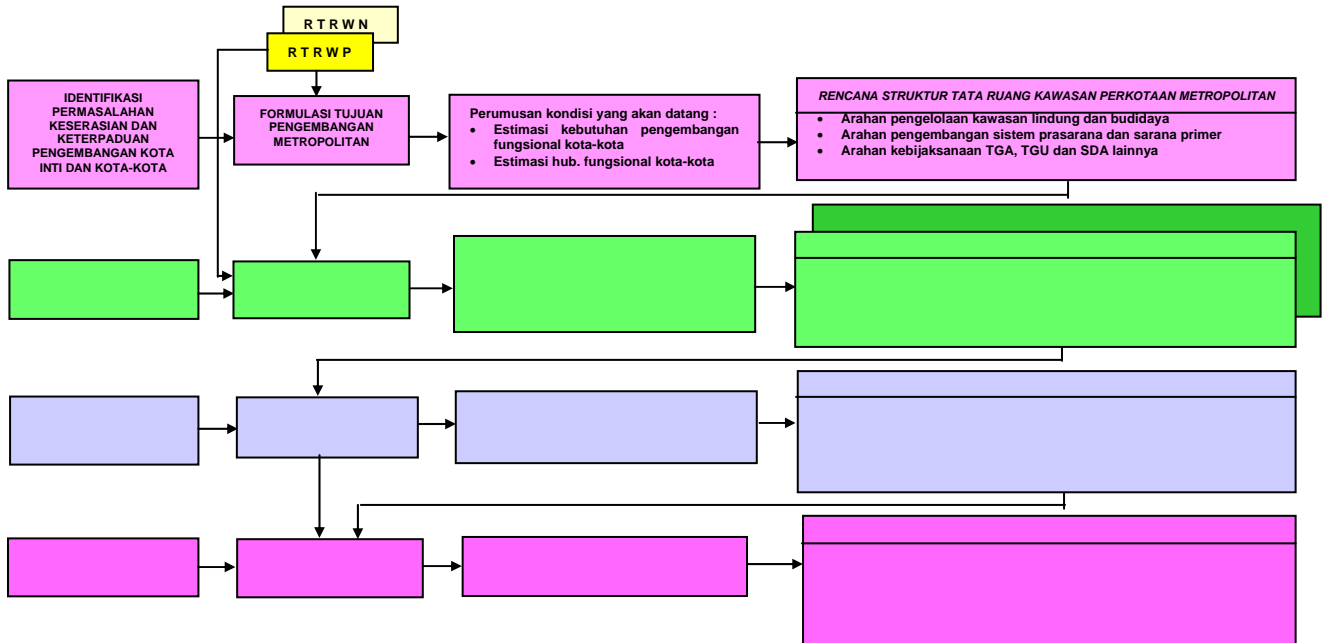 R T R W N
R T R W P
IDENTIFIKASI
PERMASALAHAN
KESERASIAN DAN
KETERPADUAN
PENGEMBANGAN KOTA
INTI DAN KOTA-KOTA
FORMULASI TUJUAN
PENGEMBANGAN
METROPOLITAN
Perumusan kondisi yang akan datang :
• Estimasi kebutuhan pengembangan
fungsional kota-kota
• Estimasi hub. fungsional kota-kota
RENCANA STRUKTUR TATA RUANG KAWASAN PERKOTAAN METROPOLITAN
• Arahan pengelolaan kawasan lindung dan budidaya
• Arahan pengembangan sistem prasarana dan sarana primer
• Arahan kebijaksanaan TGA, TGU dan SDA lainnya